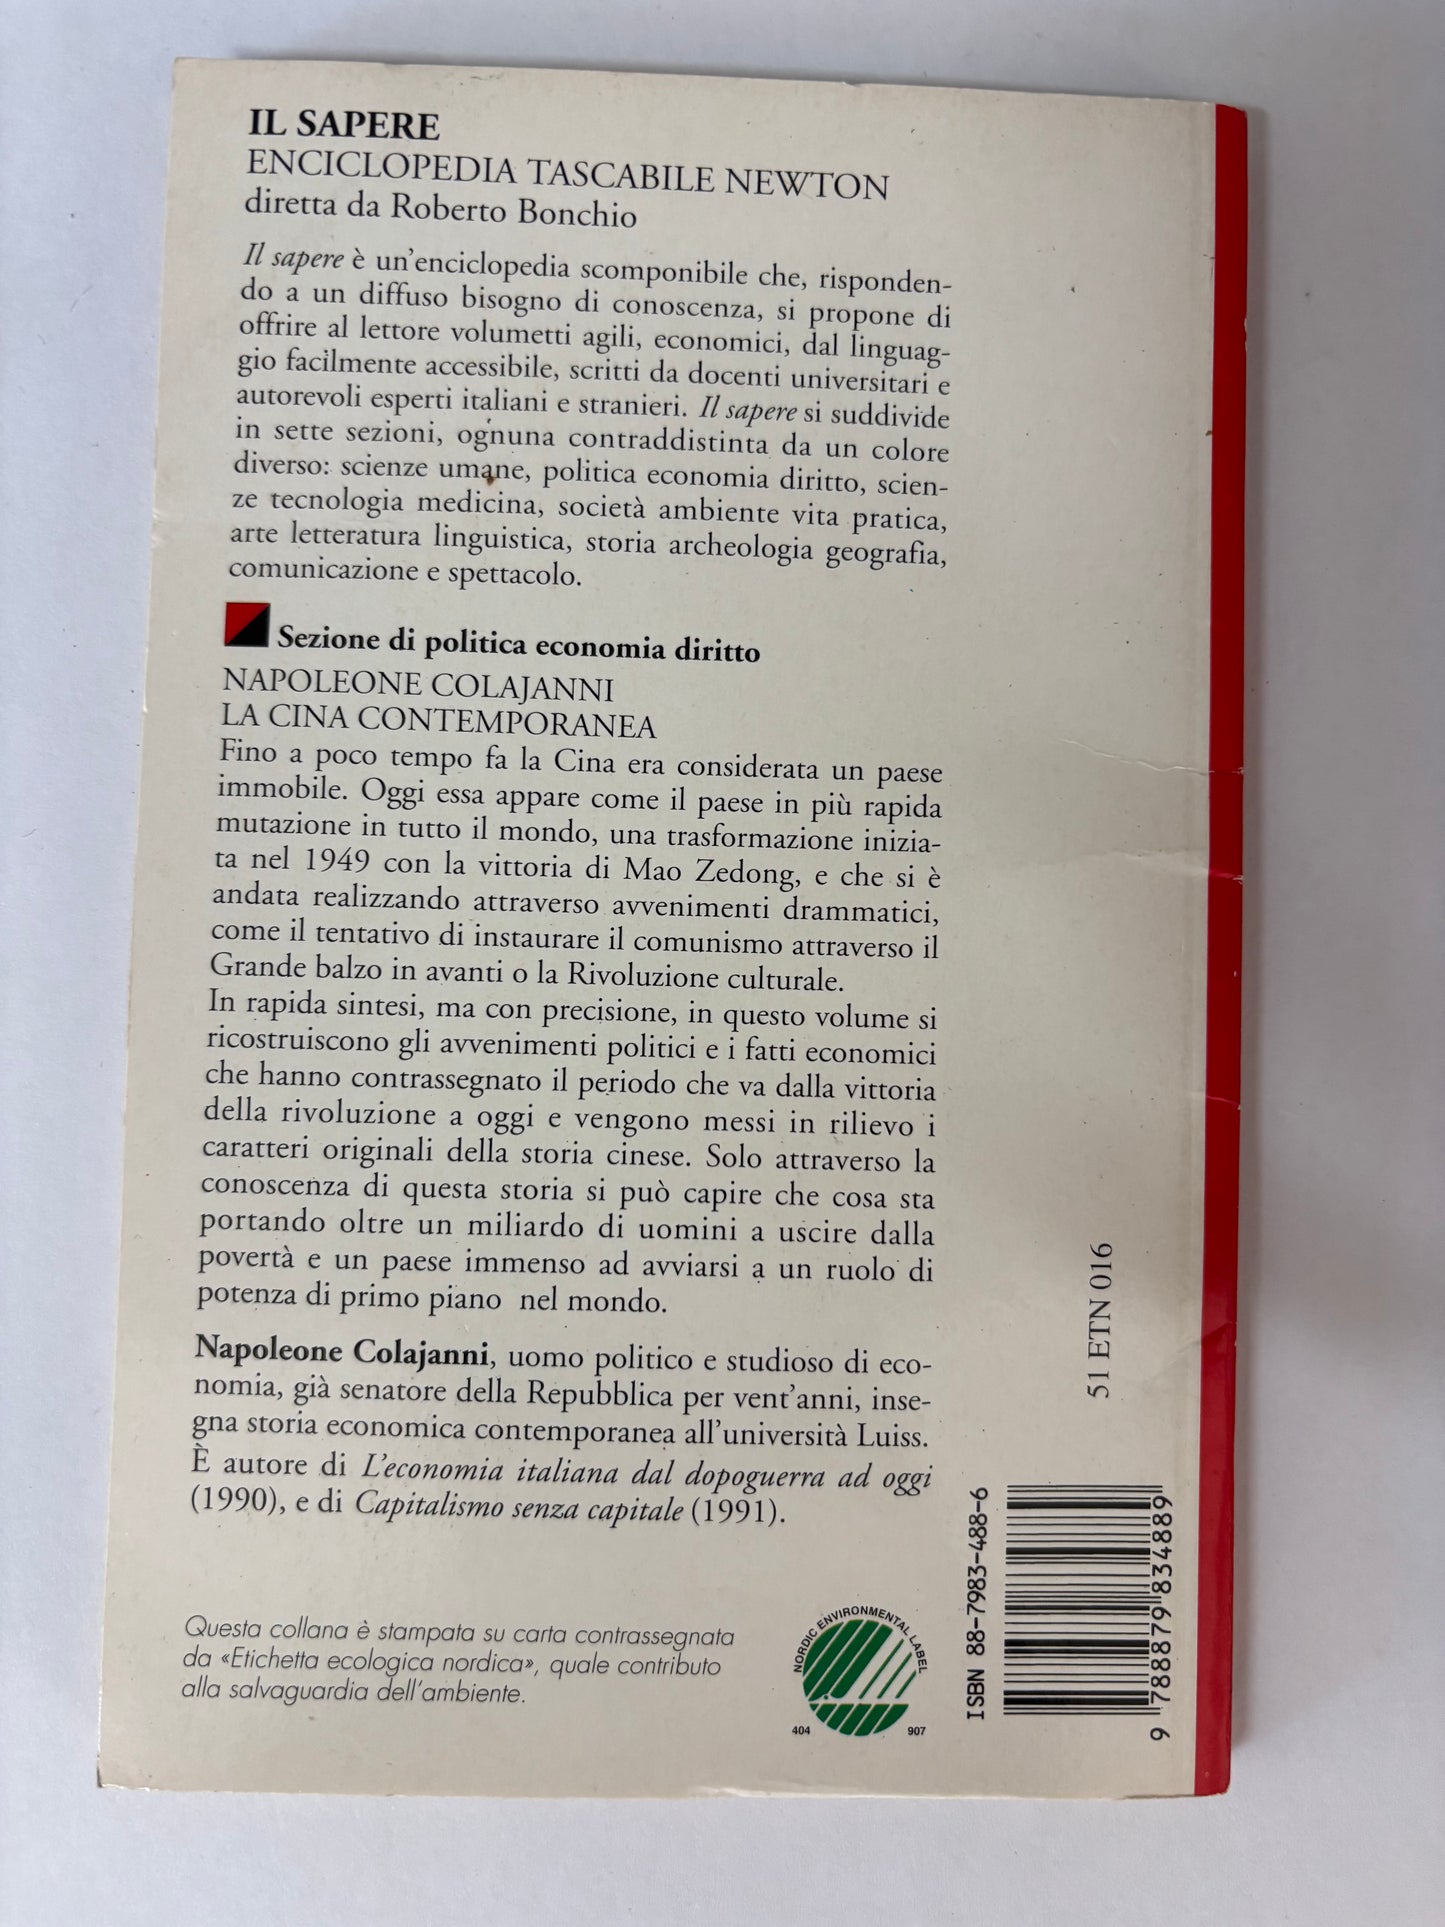 IL SAPERE
ENCICLOPEDIA TASCABILE NEWTON
diretta da Roberto Bonchio
Il sapere è un'enciclopedia scomponibile che, risponden-
do a un diffuso bisogno di conoscenza, si propone di
offrire al lettore volumetti agili, economici, dal linguag-
gio facilmente accessibile, scritti da docenti universitari e
autorevoli esperti italiani e stranieri. Il sapere si suddivide
in sette sezioni, ognuna contraddistinta da un colore
diverso: scienze umane, politica economia diritto, scien-
ze tecnologia medicina, società ambiente vita pratica,
arte letteratura linguistica, storia archeologia geografia,
comunicazione e spettacolo.
Sezione di politica economia diritto
NAPOLEONE COLAJANNI
LA CINA CONTEMPORANEA
Fino a poco tempo fa la Cina era considerata un paese
immobile. Oggi essa appare come il paese in più rapida
mutazione in tutto il mondo, una trasformazione inizia-
ta nel 1949 con la vittoria di Mao Zedong, e che si è
andata realizzando attraverso avvenimenti drammatici,
come il tentativo di instaurare il comunismo attraverso il
Grande balzo in avanti o la Rivoluzione culturale.
In rapida sintesi, ma con precisione, in questo volume si
ricostruiscono gli avvenimenti politici e i fatti economici
che hanno contrassegnato il periodo che va dalla vittoria
della rivoluzione a oggi e vengono messi in rilievo i
caratteri originali della storia cinese. Solo attraverso la
conoscenza di questa storia si può capire che cosa sta
portando oltre un miliardo di uomini a uscire dalla
povertà e un paese immenso ad avviarsi a un ruolo di
potenza di primo piano nel mondo.
Napoleone Colajanni, uomo politico e studioso di eco-
nomia, già senatore della Repubblica per vent'anni, inse-
gna storia economica contemporanea all'università Luiss.
È autore di L'economia italiana dal dopoguerra ad oggi
(1990), e di Capitalismo senza capitale (1991).
Questa collana è stampata su carta contrassegnata
da «Etichetta ecologica nordica», quale contributo
alla salvaguardia dell'ambiente.
NORDIC ENVIRONMENTAL LABEL
404 907
51 ETN 016
ISBN 88-7983-488-6
9 788879 834889